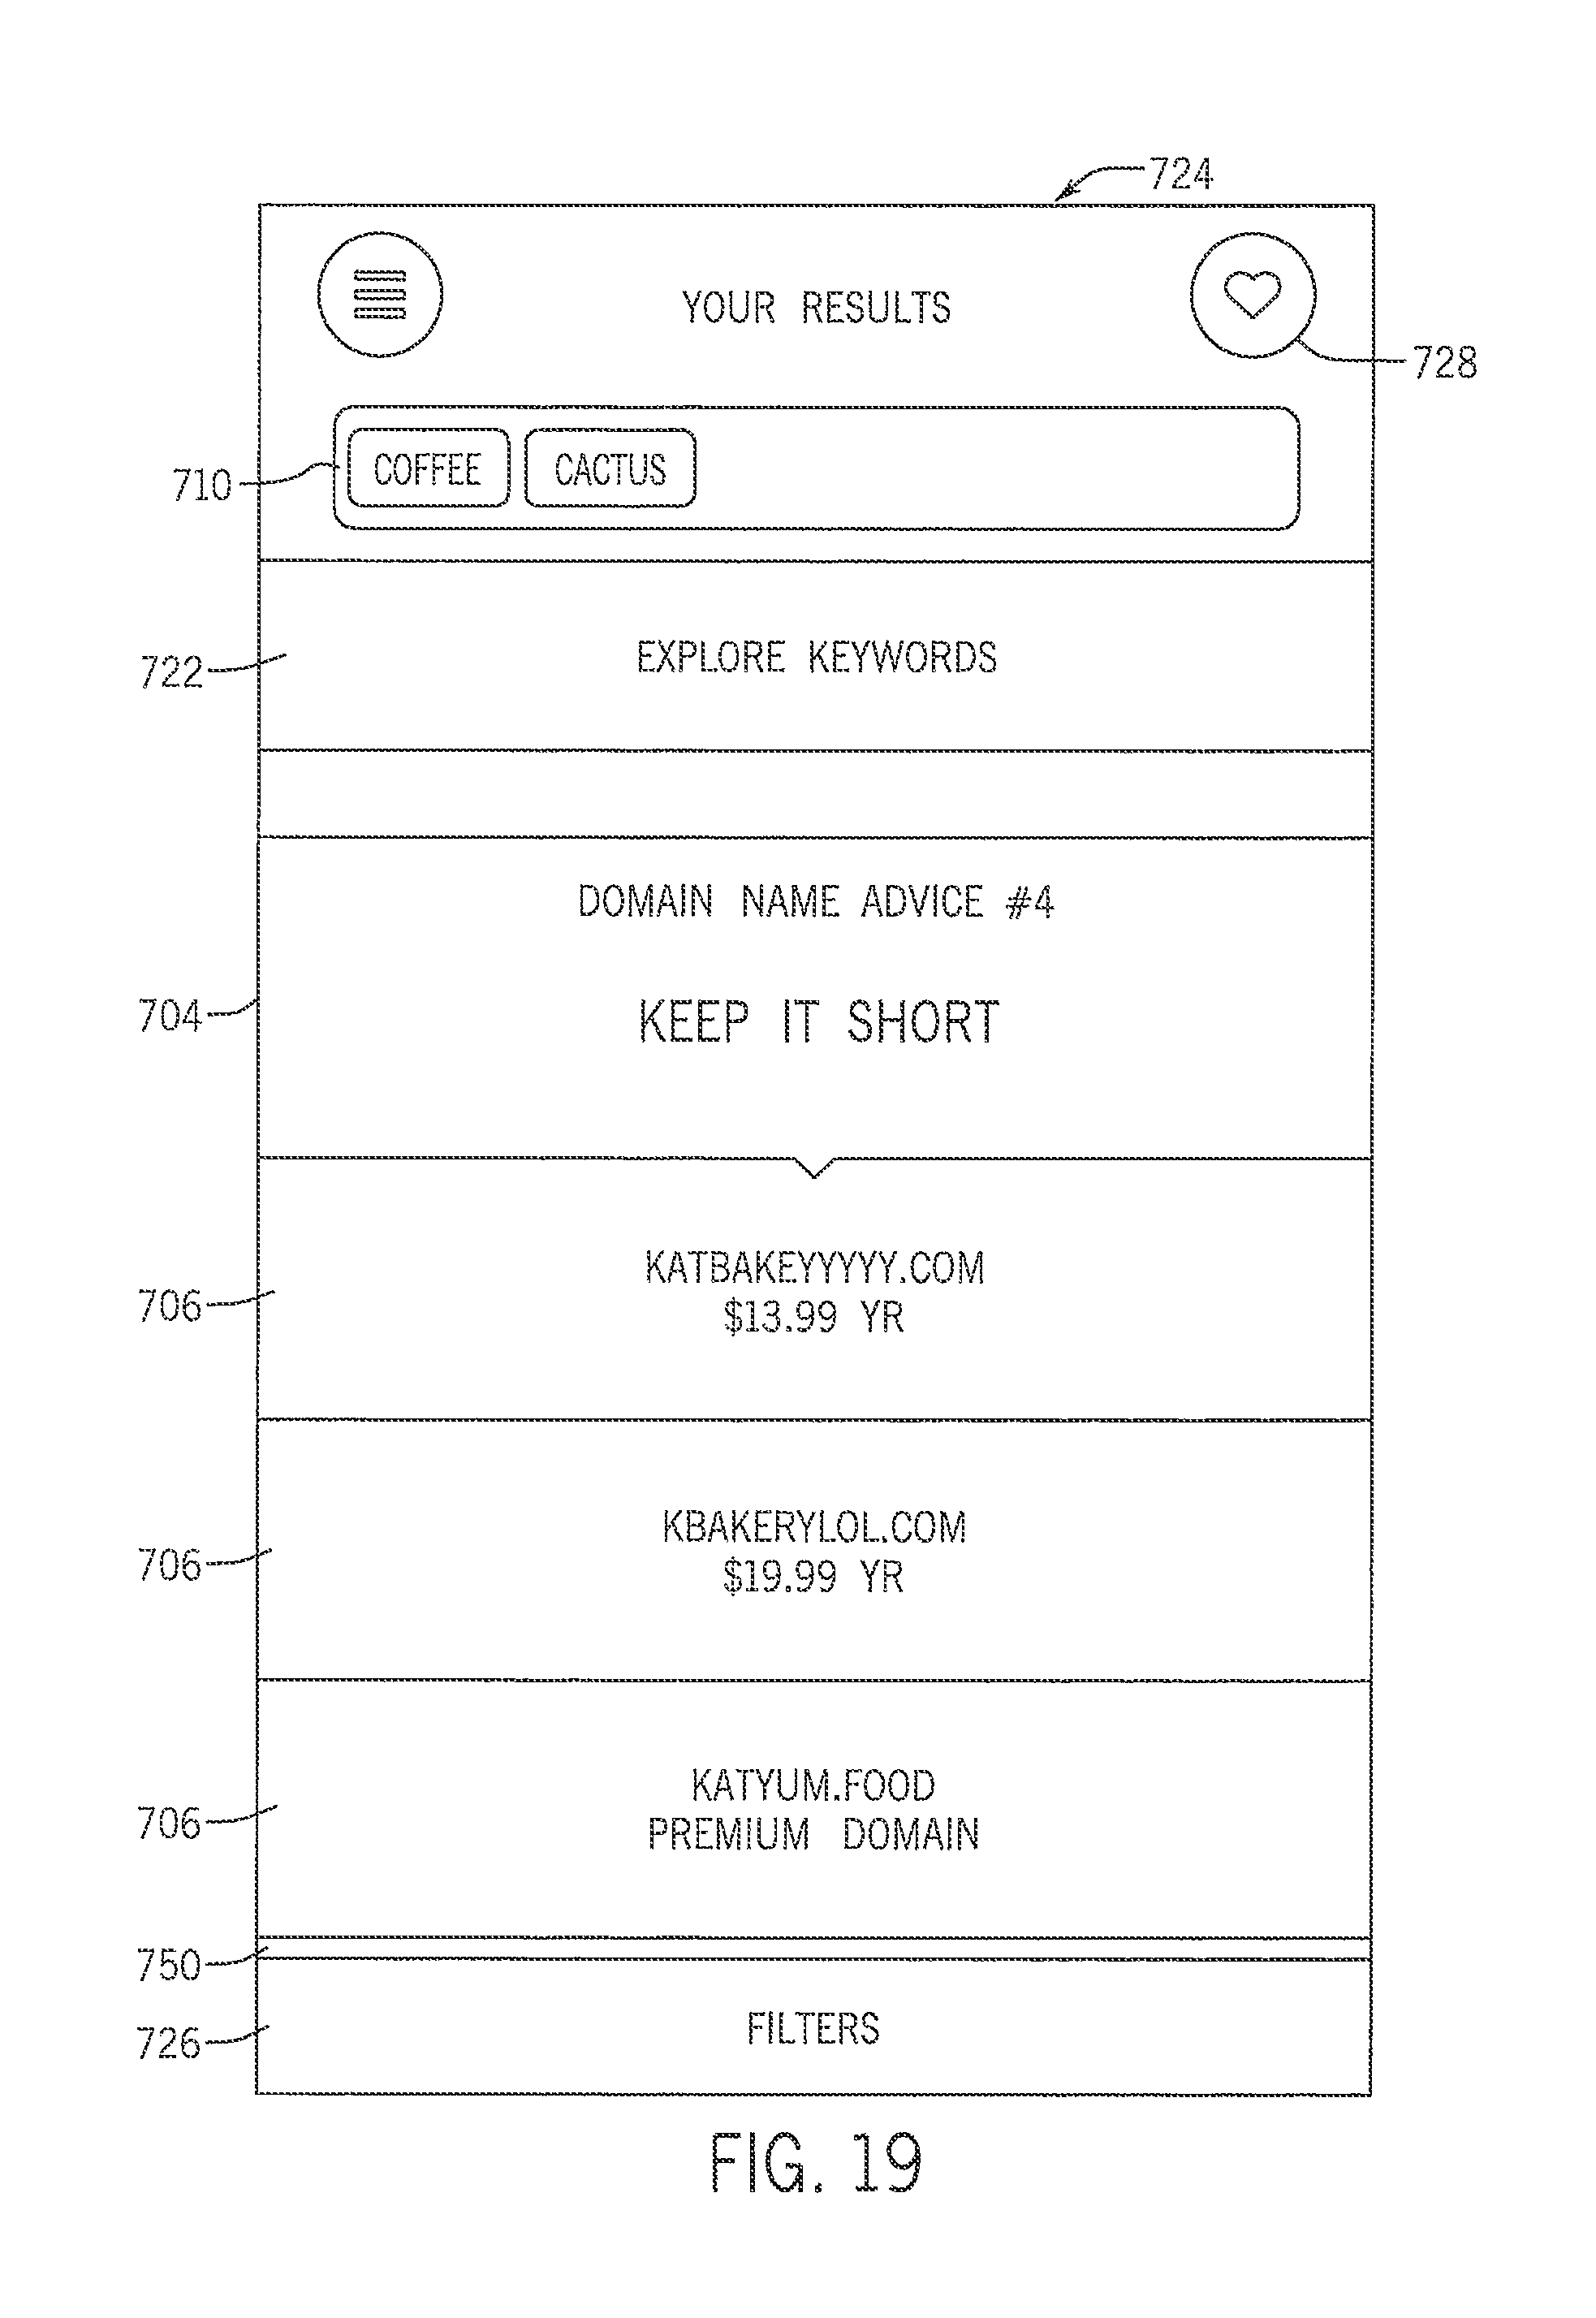 724
YOUR RESULTS
728
710
COFFEE CACTUS
722
EXPLORE KEYWORDS
DOMAIN NAME ADVICE #4
704
KEEP IT SHORT
706
KATBAKEYYYYY.COM
$13.99 YR
706
KBAKERYLOL.COM
$19.99 YR
706
KATYUM.FOOD
PREMIUM DOMAIN
750
726
FILTERS
FIG. 19